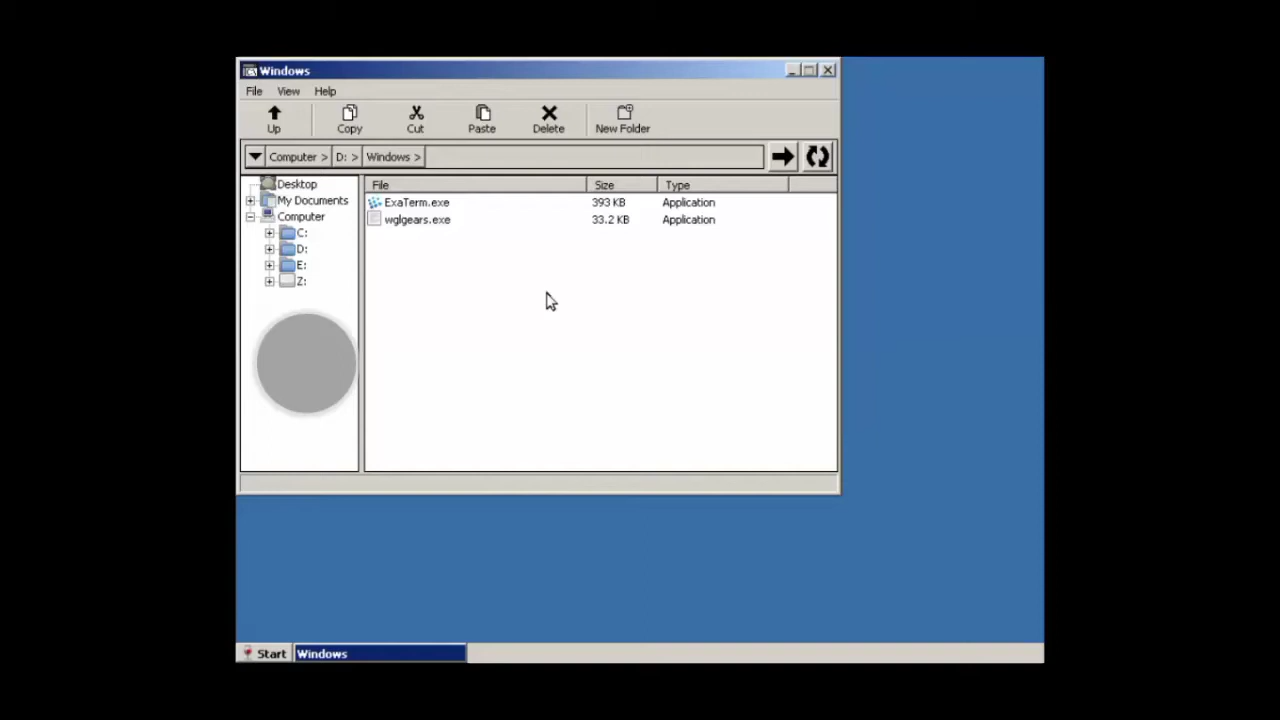 Windows
File View Help
Up Copy Cut Paste Delete New Folder
Computer > D: > Windows >
Desktop
My Documents
Computer
C:
D:
E:
Z:
File Size Type
ExaTerm.exe 393 KB Application
wglgears.exe 33.2 KB Application
Start Windows